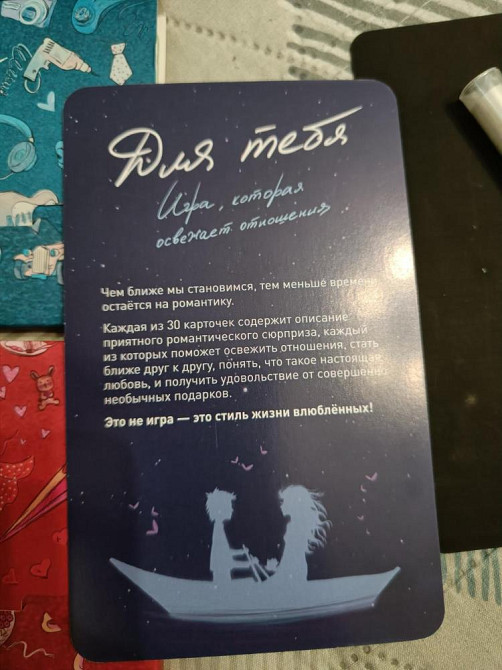 Для тебя
Игра, которая
освежает отношения
Чем ближе мы становимся, тем меньше времени
остаётся на романтику.
Каждая из 30 карточек содержит описание
приятного романтического сюрприза, каждый
из которых поможет освежить отношения, стать
ближе друг к другу, понять, что такое настоящая
любовь, и получить удовольствие от совершенно
необычных подарков.
Это не игра — это стиль жизни влюблённых!